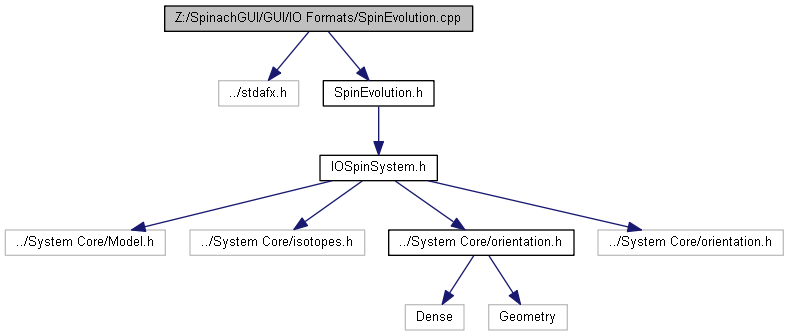 Z:/SpinachGUI/GUI/IO Formats/SpinEvolution.cpp
../stdafx.h
SpinEvolution.h
IOSpinSystem.h
../System Core/Model.h
../System Core/isotopes.h
../System Core/orientation.h
../System Core/orientation.h
Dense
Geometry